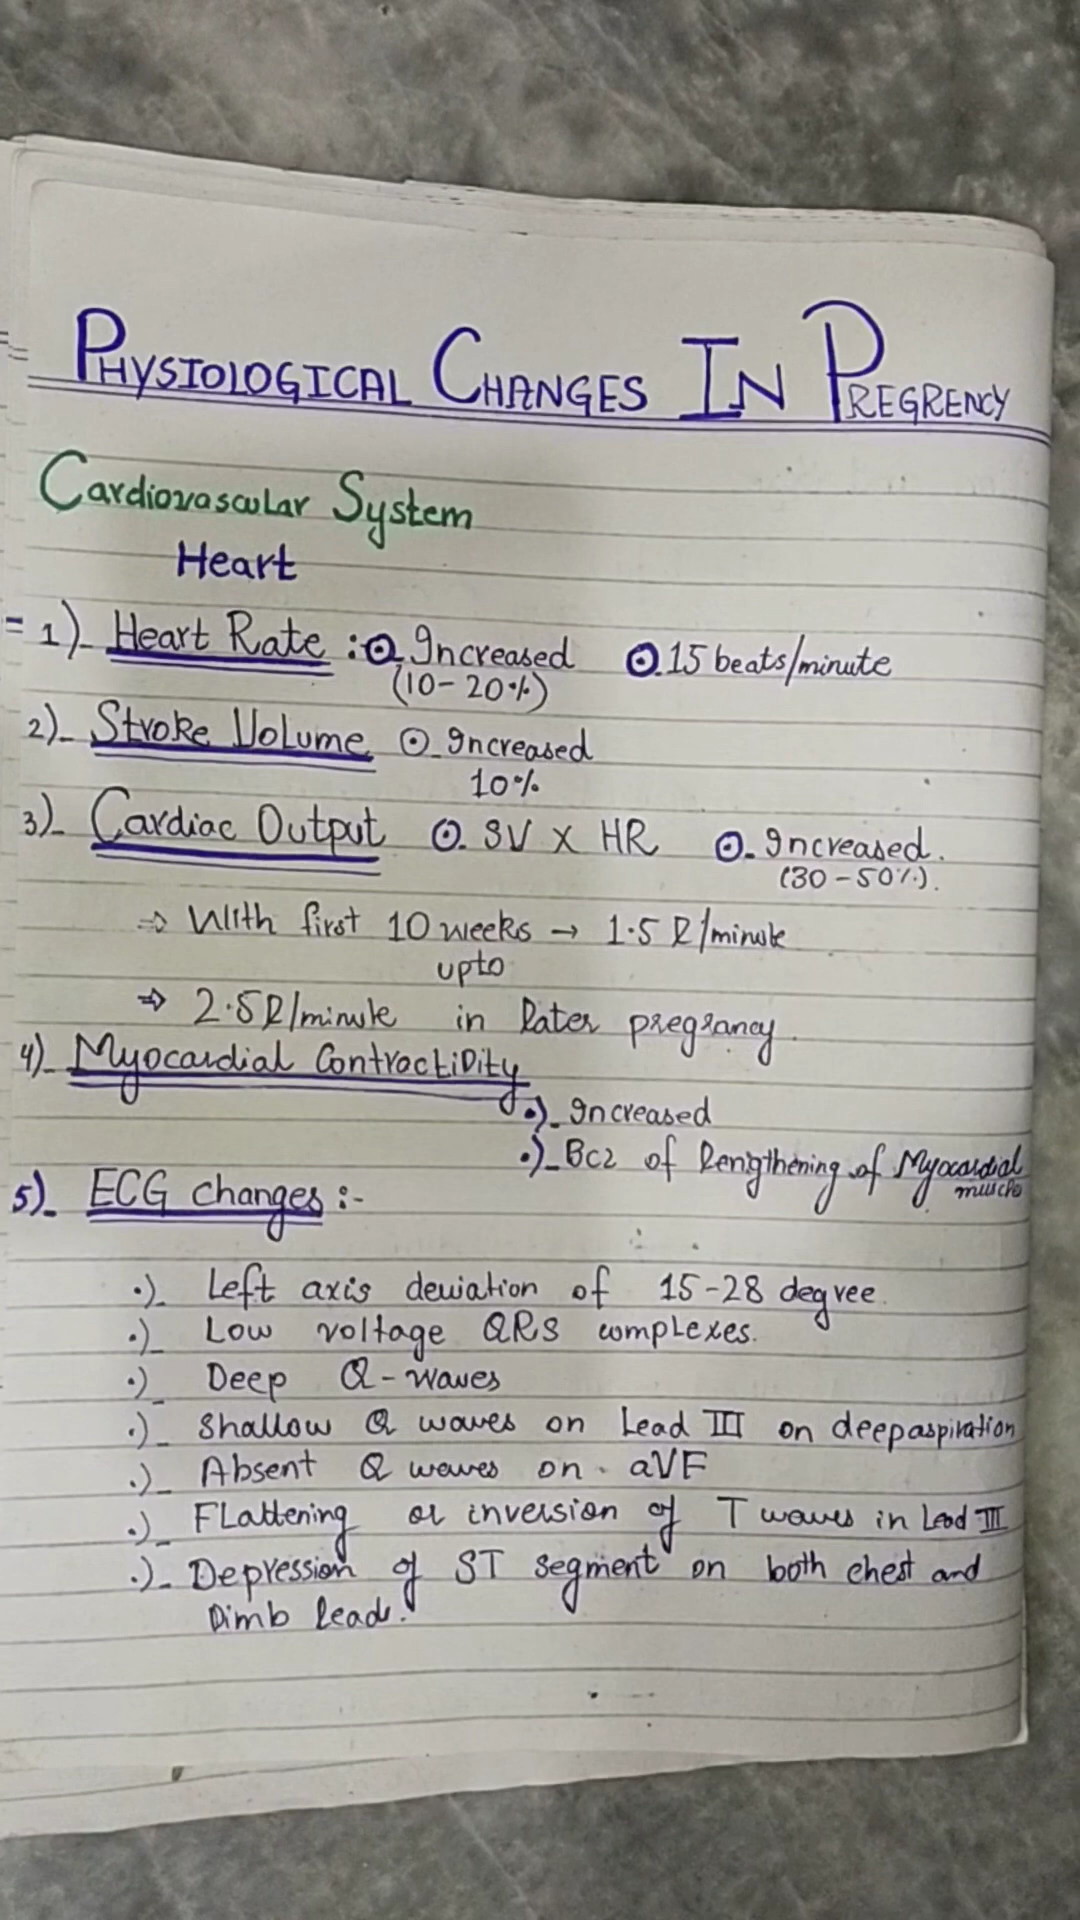 PHYSIOLOGICAL CHANGES IN PREGRENCY
Cardiovascular System
Heart
= 1)_ Heart Rate : ⊙ Increased ⊙ 15 beats/minute
(10-20%)
2)_ Stroke Volume ⊙_ Increased
10%
3)_ Cardiac Output ⊙. SV X HR ⊙_ Increased.
(30-50%).
⇒ With first 10 weeks → 1.5 l/minute
upto
⇒ 2.5l/minute in later pregnancy.
4)_ Myocardial Contractility
•)_ Increased
•)_ Bcz of lengthening of Myocardial
muscle
5)_ ECG changes :-
•)_ Left axis deviation of 15-28 degree.
•)_ Low voltage QRS complexes.
•)_ Deep Q-waves
•)_ Shallow Q waves on Lead III on deepaspiration
•)_ Absent Q waves on. aVF
•)_ Flattening or inversion of T waves in Lead III
•)_ Depression of ST segment on both chest and
limb leads.